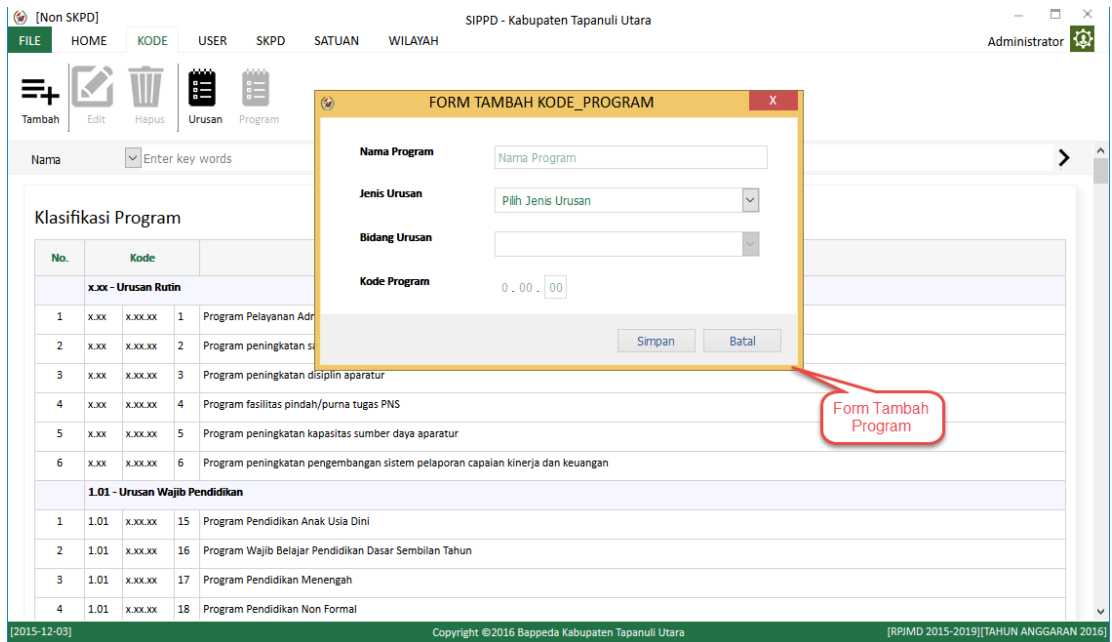 [Non SKPD]
SIPPD - Kabupaten Tapanuli Utara
FILE HOME KODE USER SKPD SATUAN WILAYAH
Administrator
Tambah Edit Hapus Urusan Program
Nama Enter key words
FORM TAMBAH KODE_PROGRAM X
Nama Program Nama Program
Jenis Urusan Pilih Jenis Urusan
Bidang Urusan
Kode Program 0 . 00 . 00
Simpan Batal
Form Tambah
Program
Klasifikasi Program
No. Kode
x.xx - Urusan Rutin
1 x.xx x.xx.xx 1 Program Pelayanan
2 x.xx x.xx.xx 2 Program peningkatan
3 x.xx x.xx.xx 3 Program peningkatan disiplin aparatur
4 x.xx x.xx.xx 4 Program fasilitas pindah/purna tugas PNS
5 x.xx x.xx.xx 5 Program peningkatan kapasitas sumber daya aparatur
6 x.xx x.xx.xx 6 Program peningkatan pengembangan sistem pelaporan capaian kinerja dan keuangan
1.01 - Urusan Wajib Pendidikan
1 1.01 x.xx.xx 15 Program Pendidikan Anak Usia Dini
2 1.01 x.xx.xx 16 Program Wajib Belajar Pendidikan Dasar Sembilan Tahun
3 1.01 x.xx.xx 17 Program Pendidikan Menengah
4 1.01 x.xx.xx 18 Program Pendidikan Non Formal
[2015-12-03]
Copyright ©2016 Bappeda Kabupaten Tapanuli Utara
[RPJMD 2015-2019][TAHUN ANGGARAN 2016]